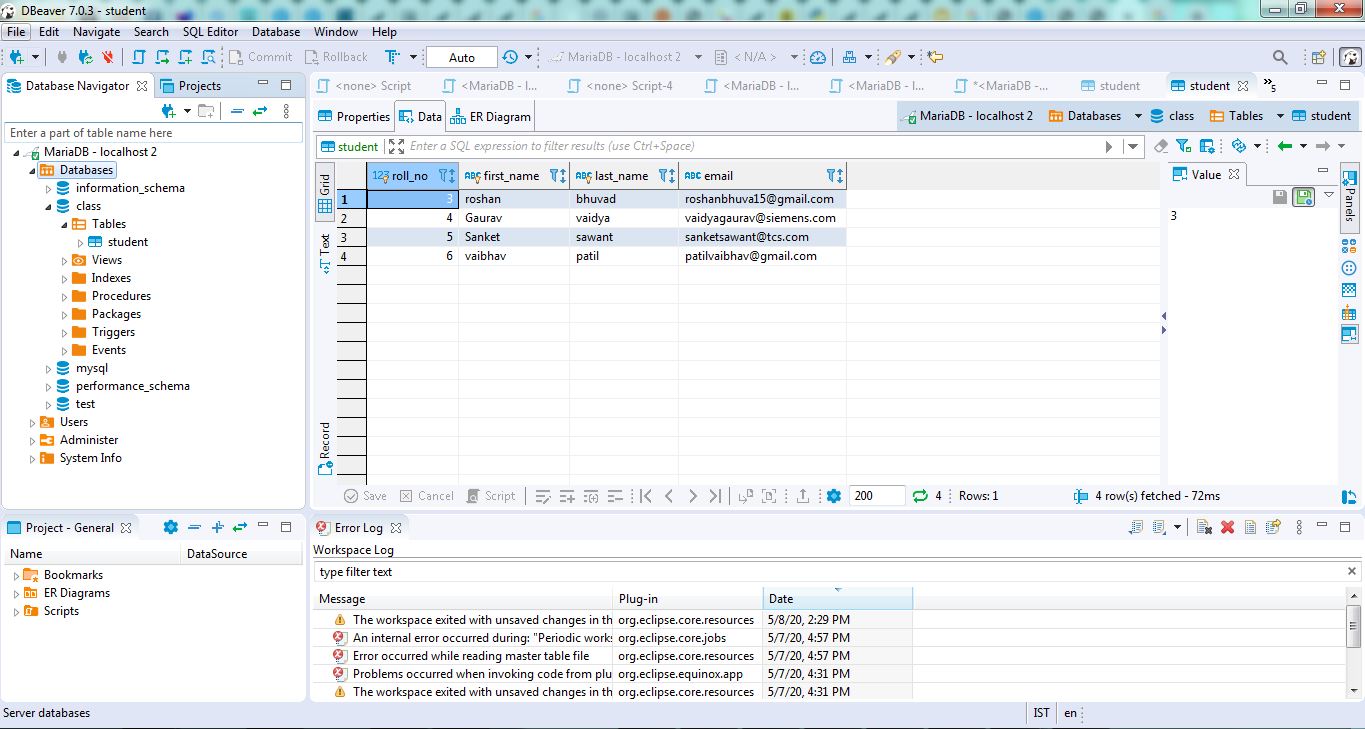 DBeaver 7.0.3 - student
File Edit Navigate Search SQL Editor Database Window Help
Commit Rollback Auto MariaDB - localhost 2 < N/A >
Database Navigator Projects
Enter a part of table name here
MariaDB - localhost 2
Databases
information_schema
class
Tables
student
Views
Indexes
Procedures
Packages
Triggers
Events
mysql
performance_schema
test
Users
Administer
System Info
<none> Script <MariaDB - l... <none> Script-4 <MariaDB - l... <MariaDB - l... *<MariaDB -... student student »5
Properties Data ER Diagram MariaDB - localhost 2 Databases class Tables student
student Enter a SQL expression to filter results (use Ctrl+Space)
Grid
Text
Record
123 roll_no ABC first_name ABC last_name ABC email
1 3 roshan bhuvad roshanbhuva15@gmail.com
2 4 Gaurav vaidya vaidyagaurav@siemens.com
3 5 Sanket sawant sanketsawant@tcs.com
4 6 vaibhav patil patilvaibhav@gmail.com
Value
3
Panels
Save Cancel Script 200 4 Rows: 1 4 row(s) fetched - 72ms
Project - General
Name DataSource
Bookmarks
ER Diagrams
Scripts
Error Log
Workspace Log
type filter text
Message Plug-in Date
The workspace exited with unsaved changes in th org.eclipse.core.resources 5/8/20, 2:29 PM
An internal error occurred during: "Periodic works org.eclipse.core.jobs 5/7/20, 4:57 PM
Error occurred while reading master table file org.eclipse.core.resources 5/7/20, 4:57 PM
Problems occurred when invoking code from plu org.eclipse.equinox.app 5/7/20, 4:31 PM
The workspace exited with unsaved changes in th org.eclipse.core.resources 5/7/20, 4:31 PM
Server databases IST en